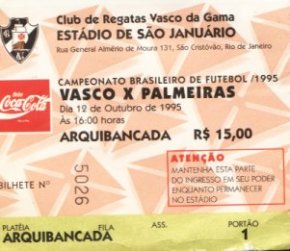 Club de Regatas Vasco da Gama
ESTÁDIO DE SÃO JANUÁRIO
Rua General Almério de Moura 131, São Cristóvão, Rio de Janeiro
CAMPEONATO BRASILEIRO DE FUTEBOL /1995
VASCO X PALMEIRAS
Dia 12 de Outubro de 1995
Às 16:00 horas
ARQUIBANCADA R$ 15,00
Coca-Cola
ATENÇÃO
MANTENHA ESTA PARTE
DO INGRESSO EM SEU PODER
ENQUANTO PERMANECER
NO ESTÁDIO
BILHETE Nº 5026
PLATÉIA FILA ASS. PORTÃO
ARQUIBANCADA 1